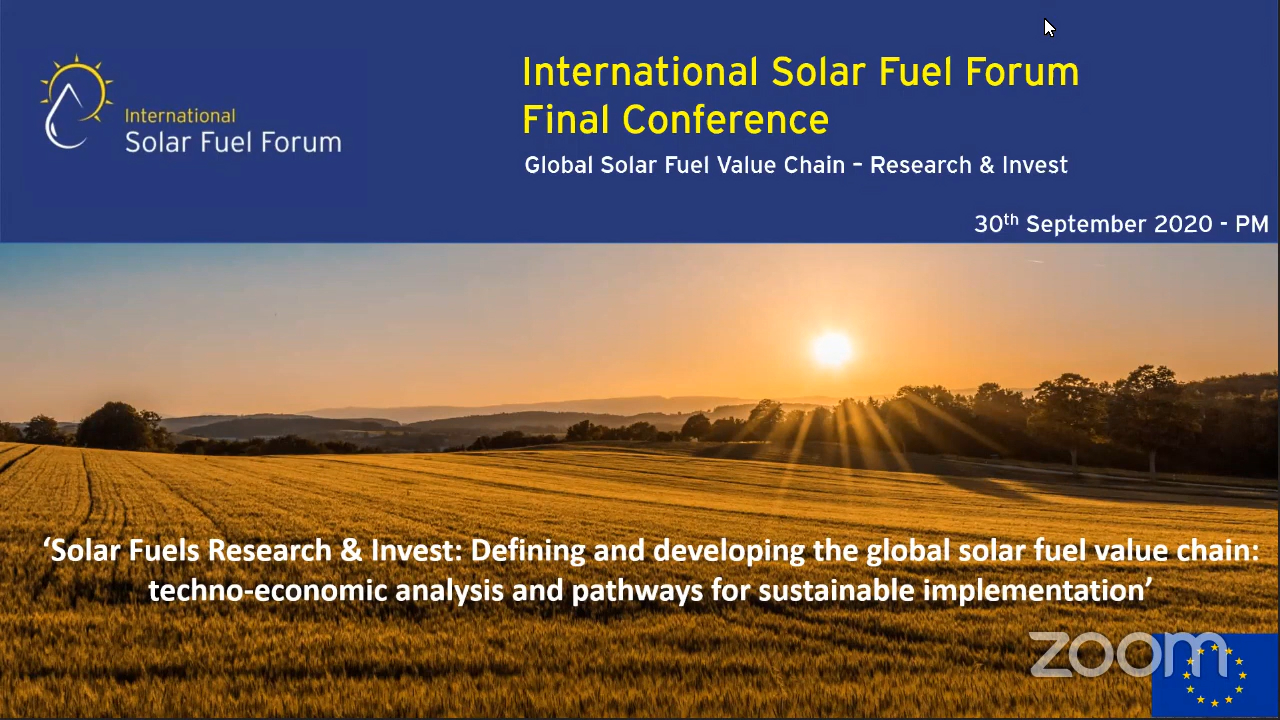 International
Solar Fuel Forum
International Solar Fuel Forum
Final Conference
Global Solar Fuel Value Chain – Research & Invest
30th September 2020 - PM
‘Solar Fuels Research & Invest: Defining and developing the global solar fuel value chain:
techno-economic analysis and pathways for sustainable implementation’
zoom